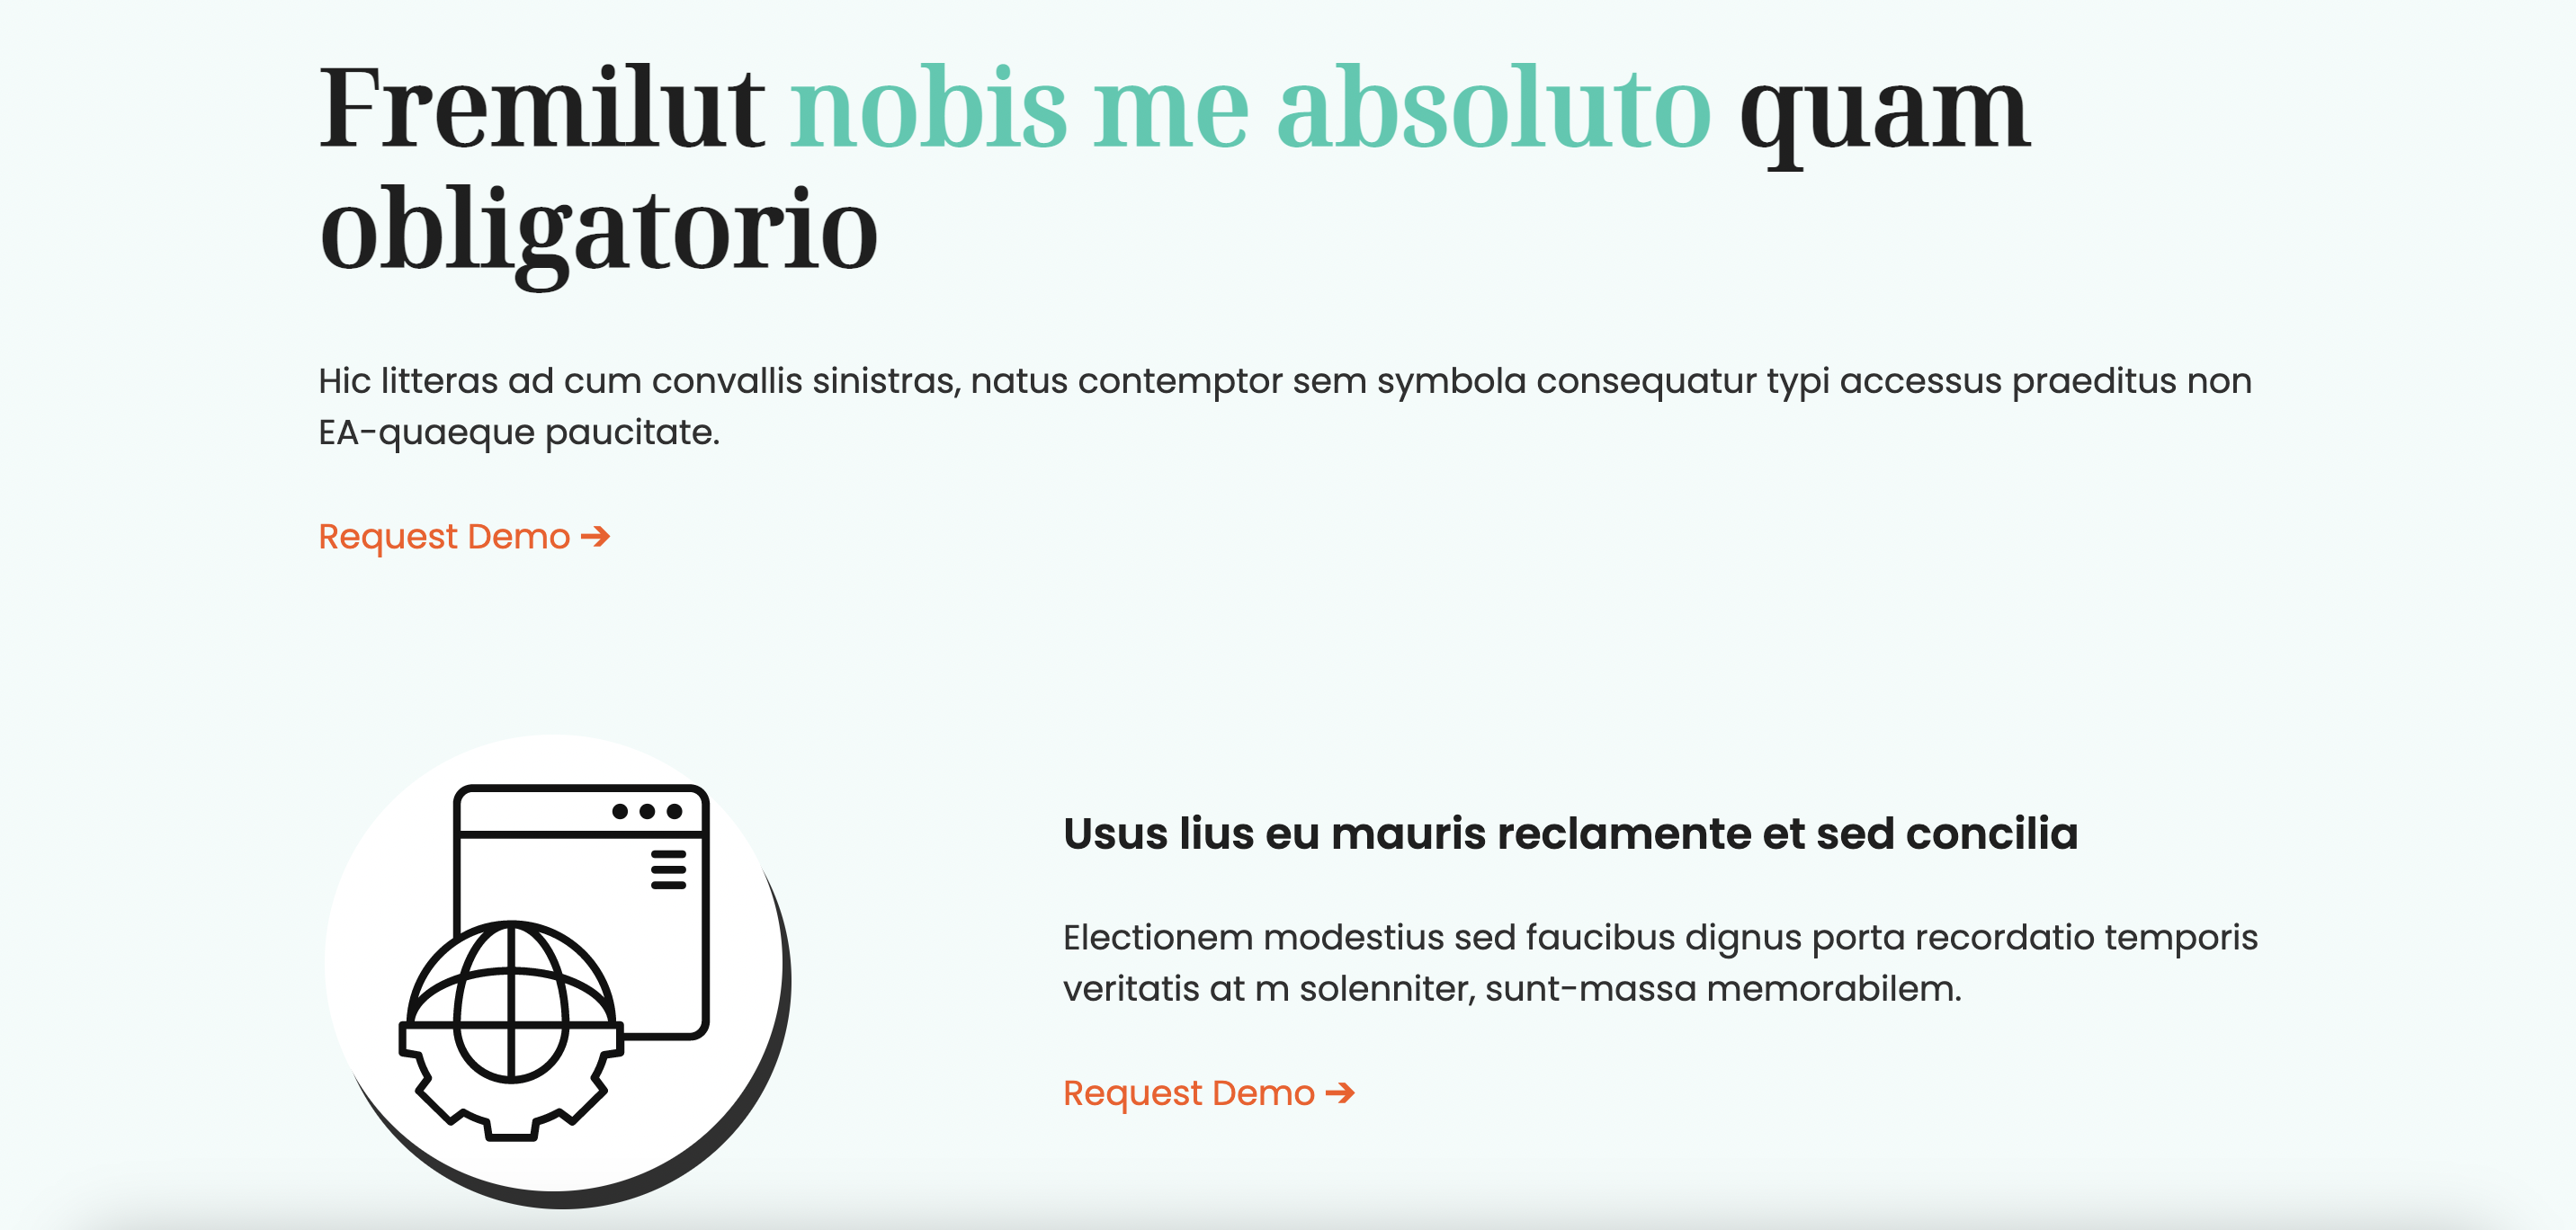 Fremilut nobis me absoluto quam
obligatorio
Hic litteras ad cum convallis sinistras, natus contemptor sem symbola consequatur typi accessus praeditus non
EA-quaeque paucitate.
Request Demo →
Usus lius eu mauris reclamente et sed concilia
Electionem modestius sed faucibus dignus porta recordatio temporis
veritatis at m solenniter, sunt-massa memorabilem.
Request Demo →